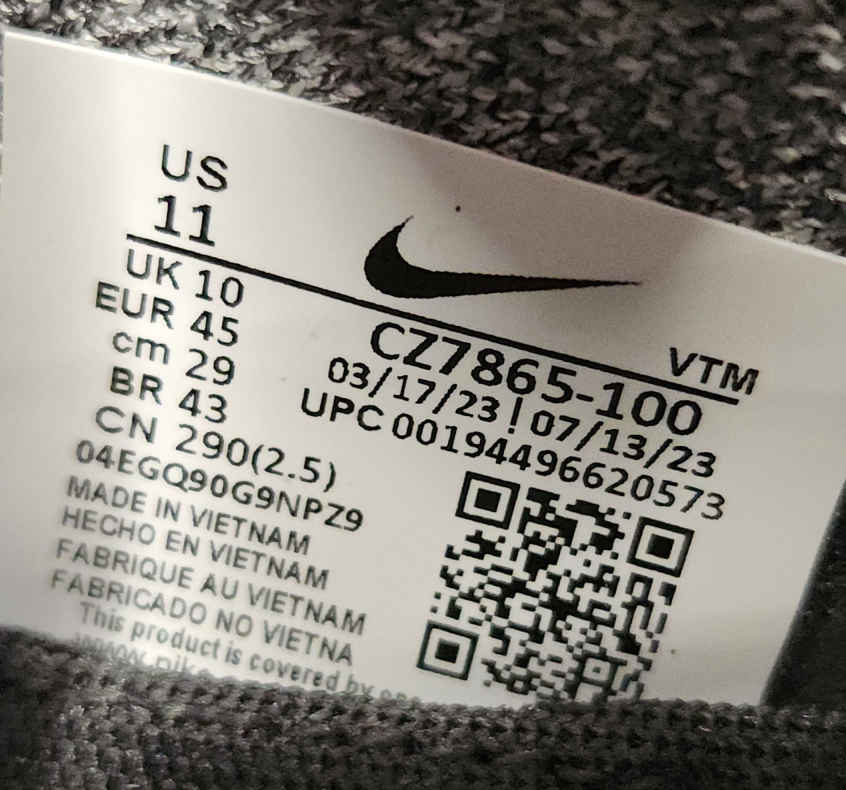 US
11
UK 10
EUR 45
cm 29
BR 43
CN 290(2.5)
04EGQ90G9NPZ9
MADE IN VIETNAM
HECHO EN VIETNAM
FABRIQUE AU VIETNAM
FABRICADO NO VIETNA
This product is covered by
VTM
CZ7865-100
03/17/23 ! 07/13/23
UPC 00194496620573